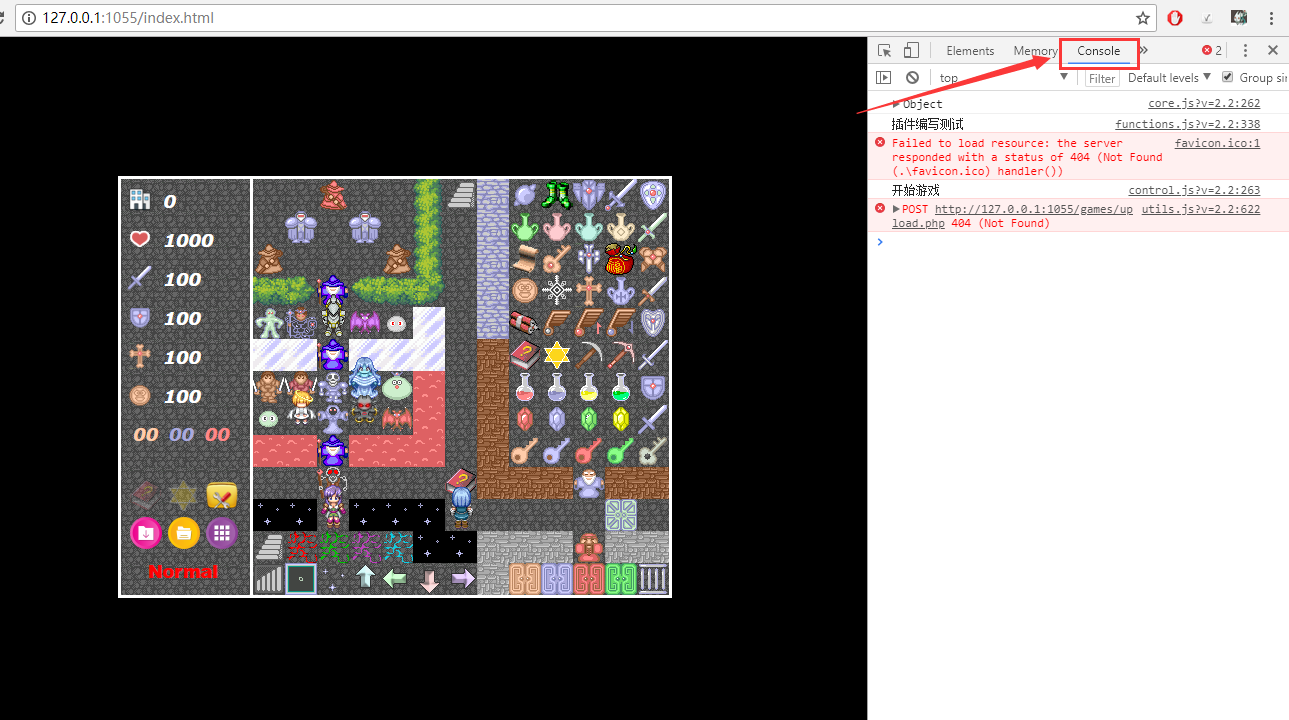 127.0.0.1:1055/index.html
Elements Memory Console » 2
top Filter Default levels Group sir
Object core.js?v=2.2:262
插件编写测试 functions.js?v=2.2:338
Failed to load resource: the server favicon.ico:1
responded with a status of 404 (Not Found
(.\favicon.ico) handler())
开始游戏 control.js?v=2.2:263
POST http://127.0.0.1:1055/games/up utils.js?v=2.2:622
load.php 404 (Not Found)
0
1000
100
100
100
100
00 00 00
Normal